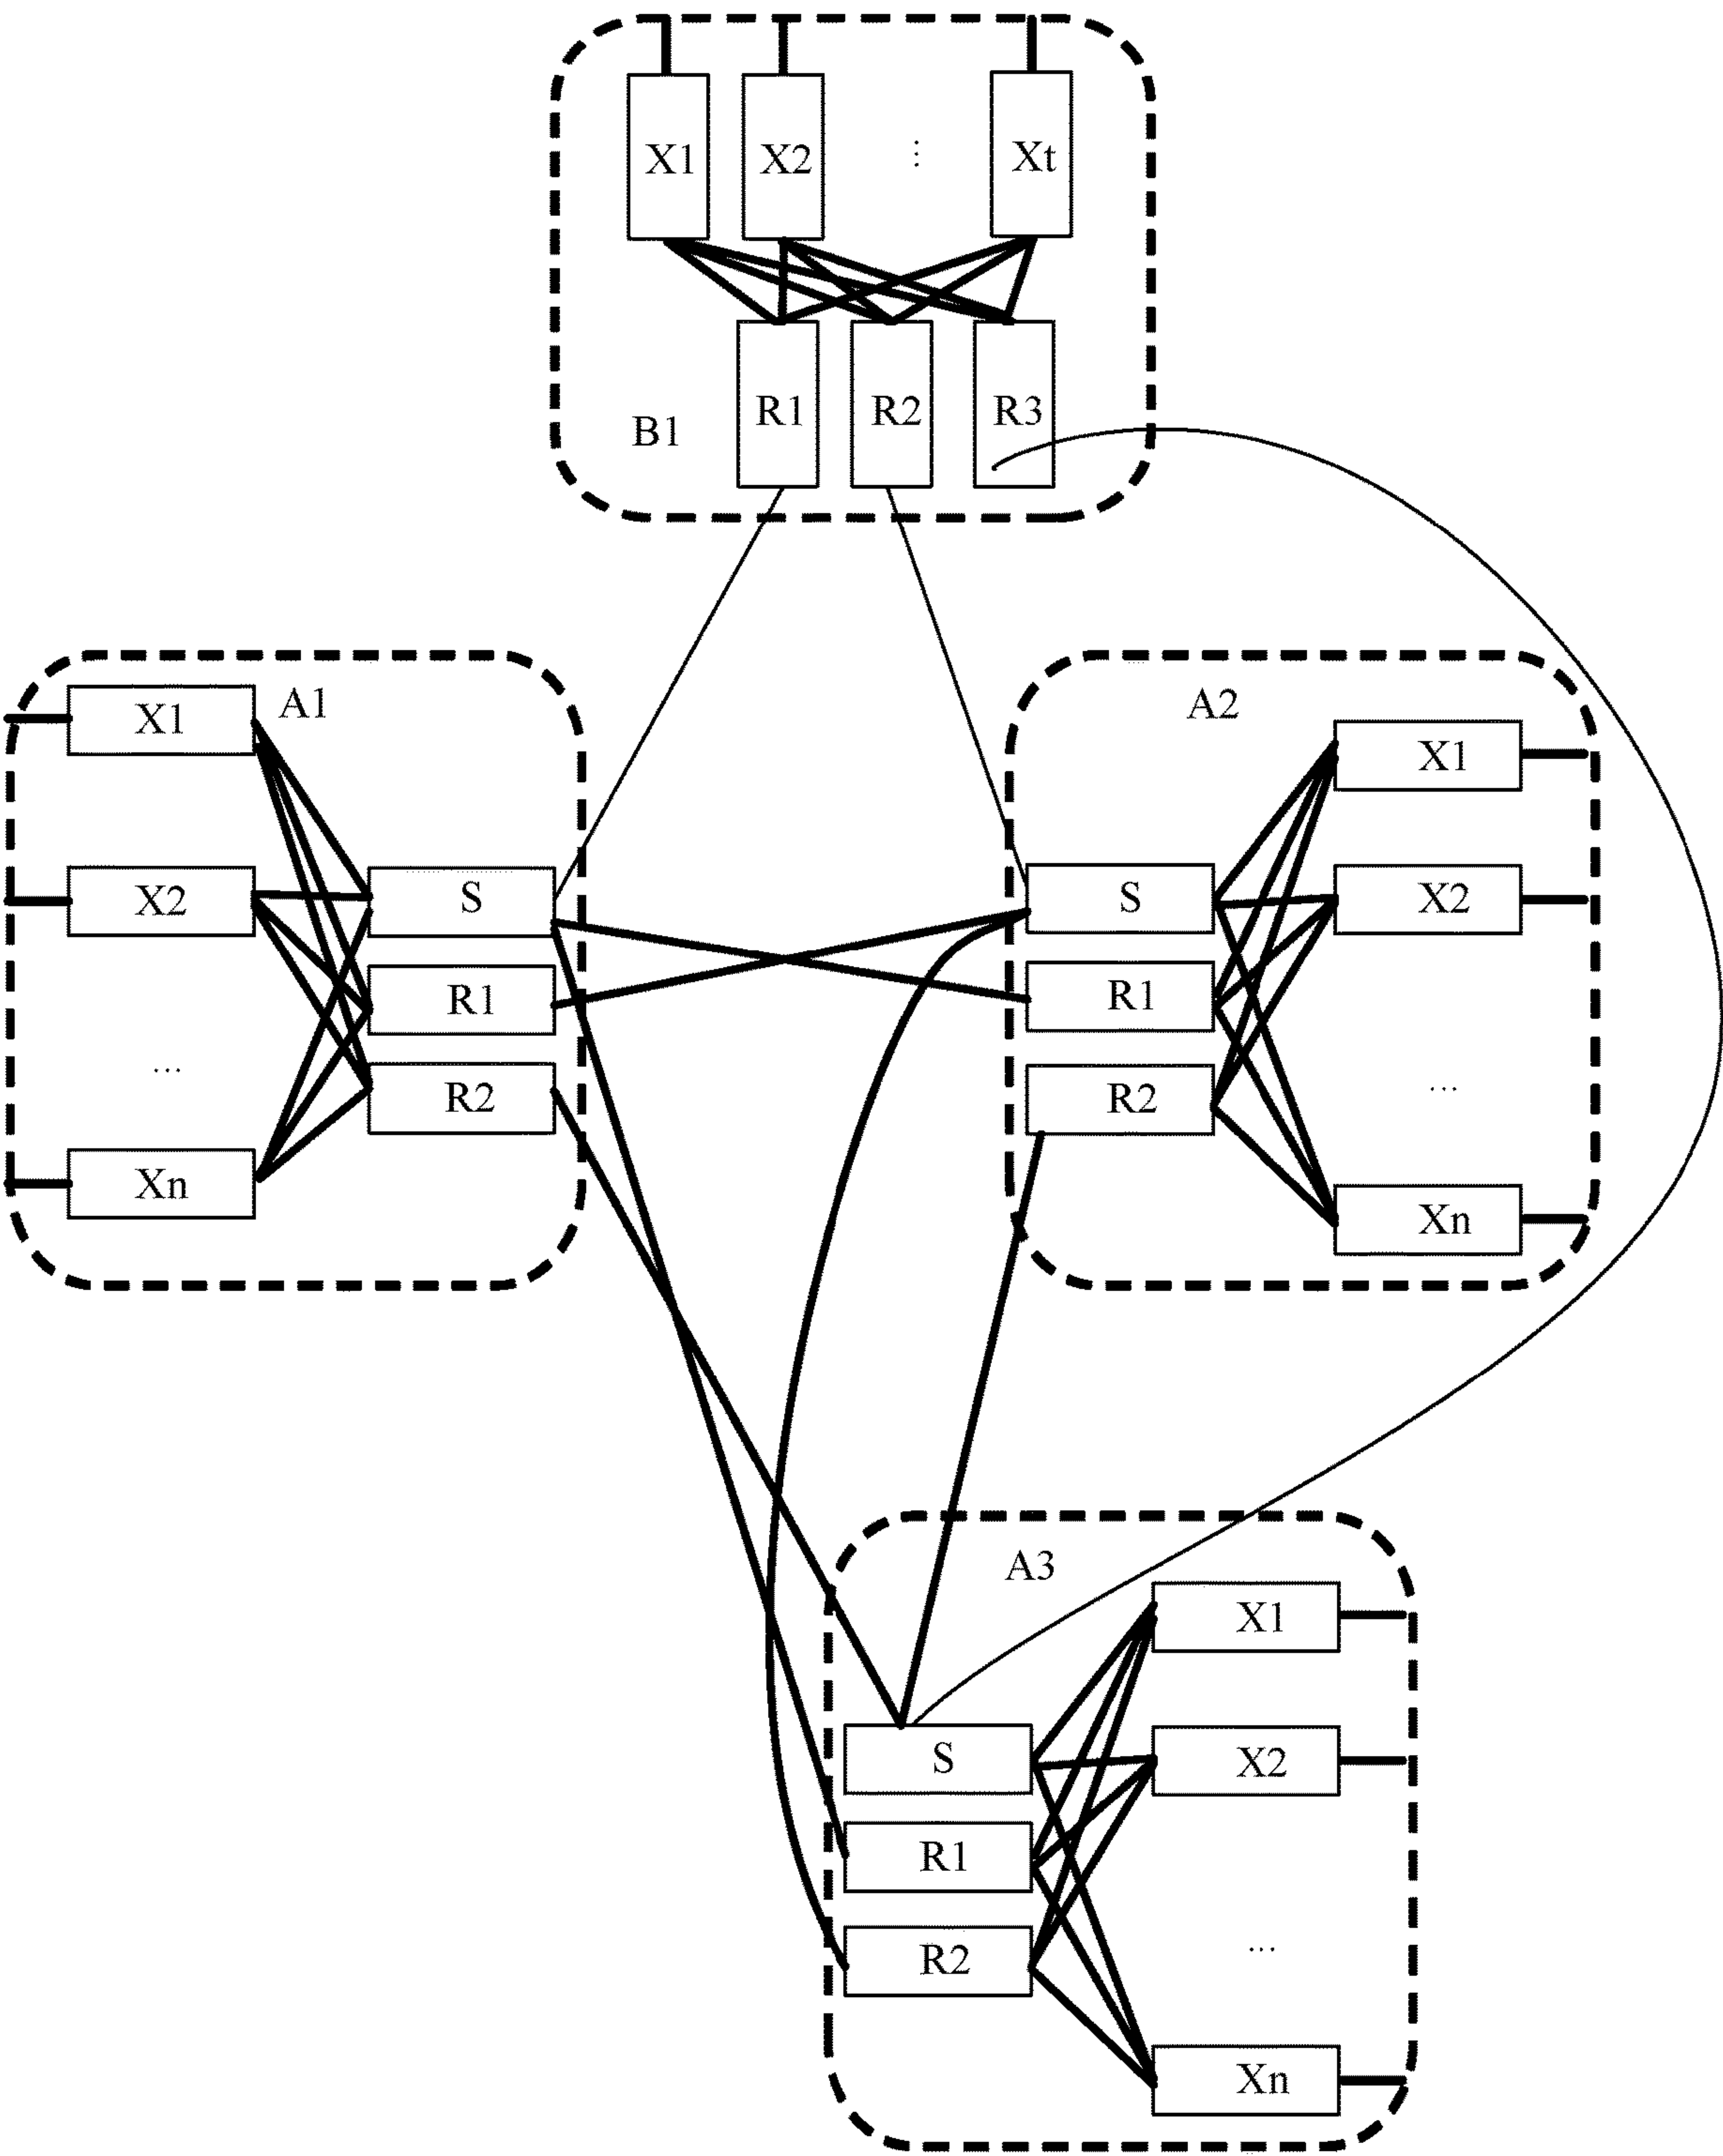 X1 X2 ⋮ Xt
B1 R1 R2 R3
A1
X1
X2
...
Xn
S
R1
R2
A2
S
R1
R2
X1
X2
...
Xn
A3
S
R1
R2
X1
X2
...
Xn